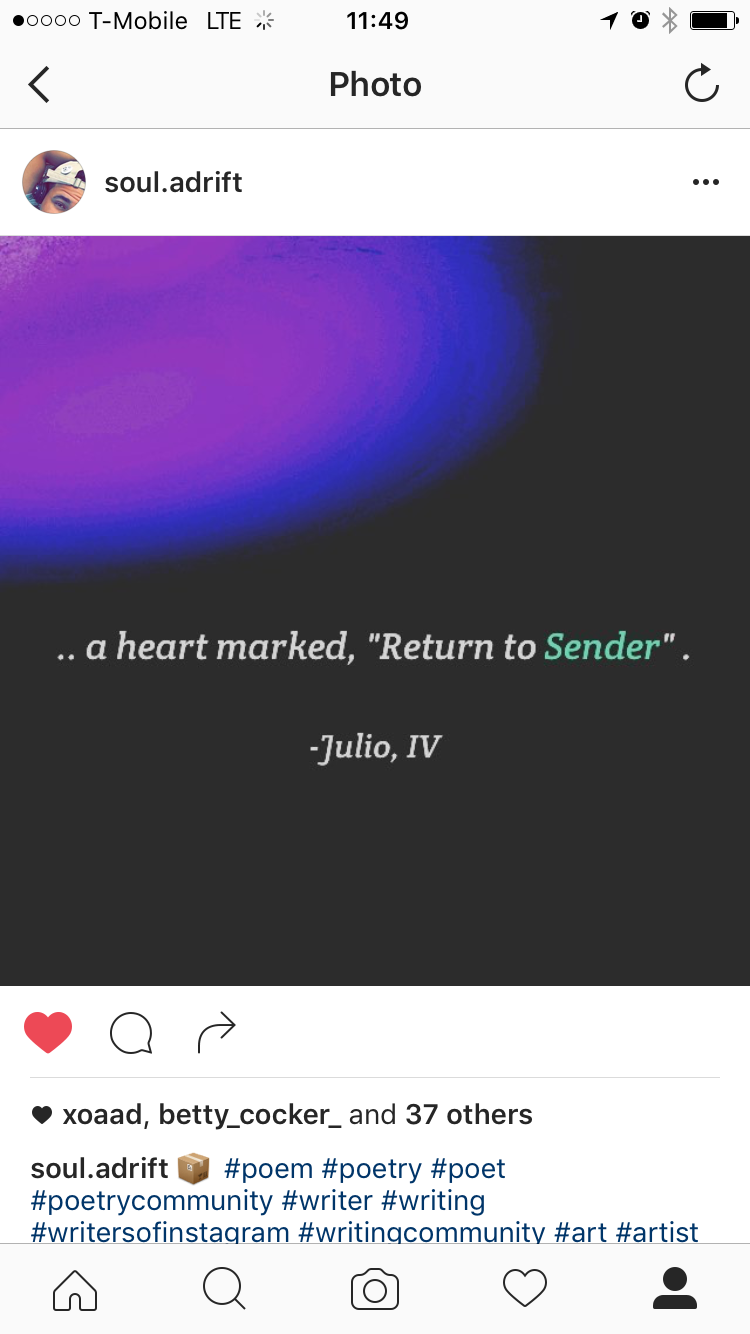 T-Mobile LTE 11:49
Photo
soul.adrift
.. a heart marked, "Return to Sender" .
-Julio, IV
xoaad, betty_cocker_ and 37 others
soul.adrift 📦 #poem #poetry #poet
#poetrycommunity #writer #writing
#writersofinstagram #writingcommunity #art #artist